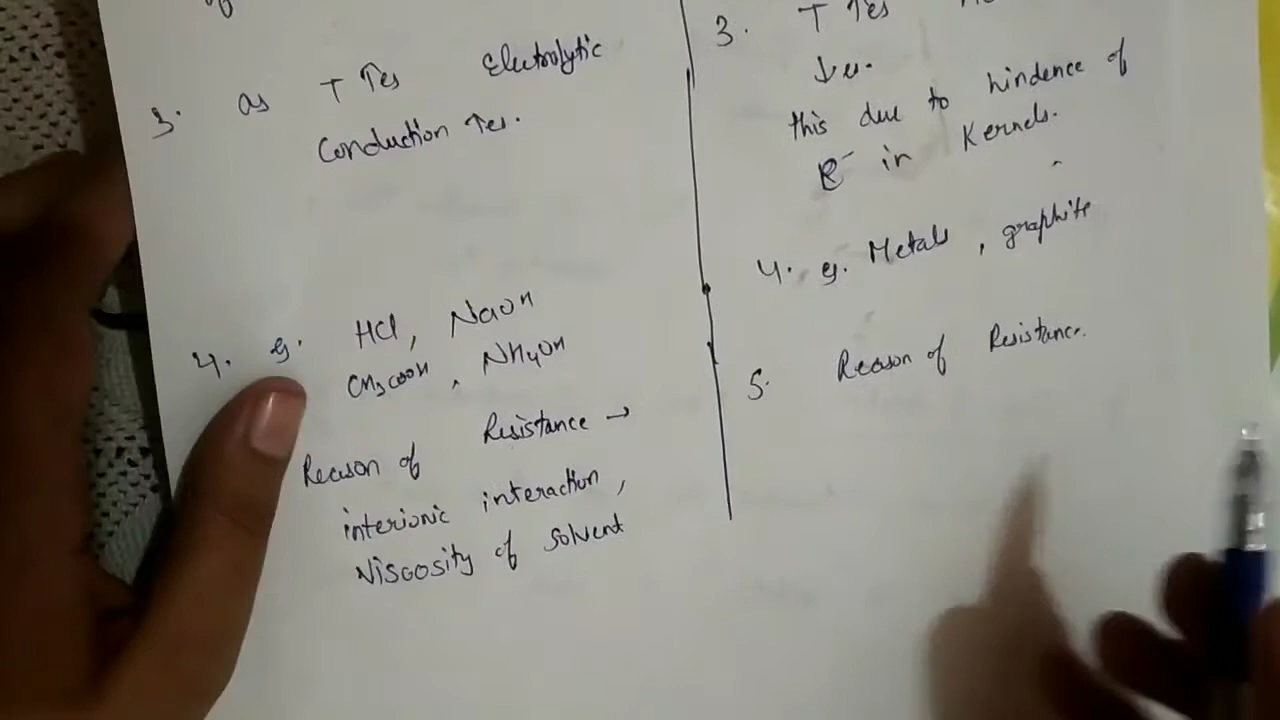 3. as T ↑es Electrolytic
Conduction ↑es.
4. eg. HCl, NaOH
CH3COOH, NH4OH
Reason of Resistance →
interionic interaction,
Viscosity of solvent
3. T ↑es
↓es.
this due to hindence of
e⁻ in Kernels.
4. eg. Metals, graphite
5. Reason of Resistance.